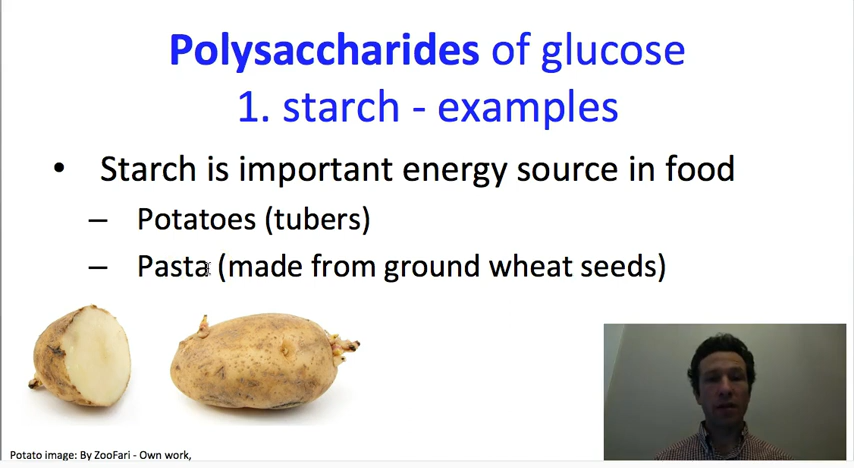 Polysaccharides of glucose
1. starch - examples
• Starch is important energy source in food
– Potatoes (tubers)
– Pasta (made from ground wheat seeds)
Potato image: By ZooFari - Own work,